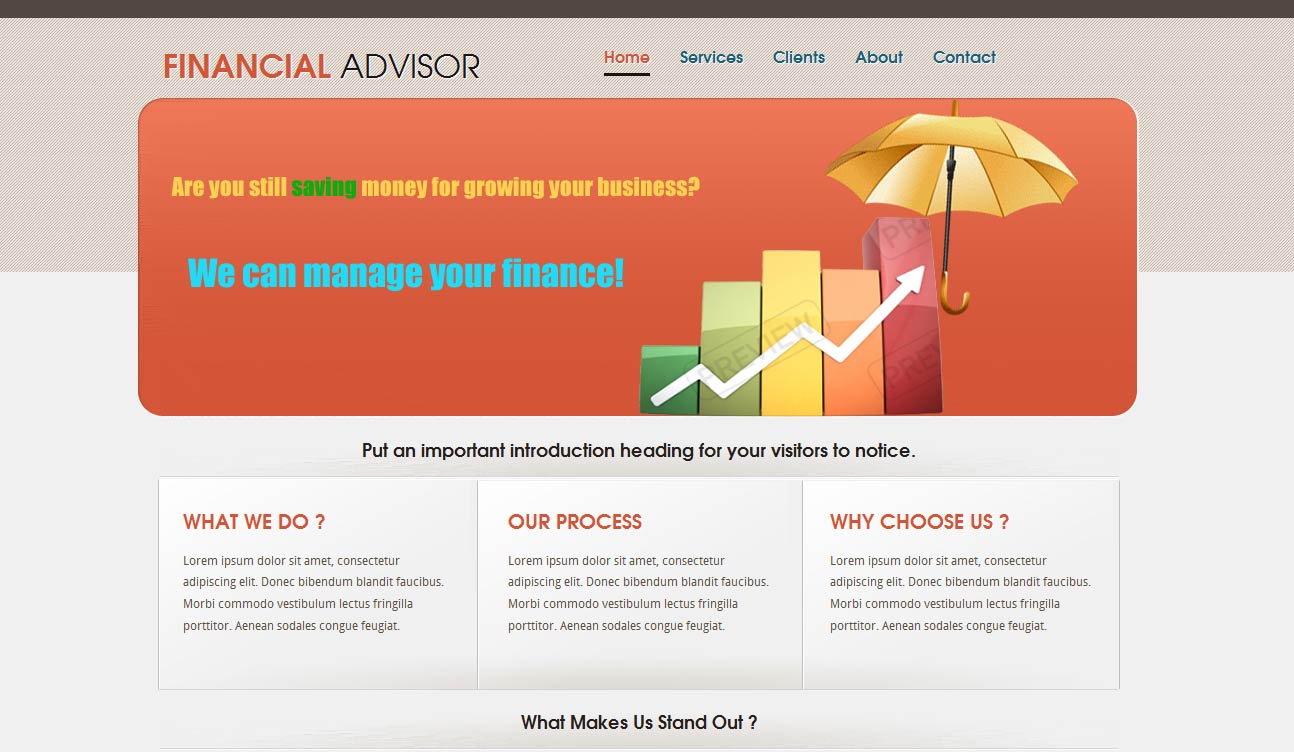 FINANCIAL ADVISOR
Home Services Clients About Contact
Are you still saving money for growing your business?
We can manage your finance!
PREVIEW
PREV
PREV
Put an important introduction heading for your visitors to notice.
WHAT WE DO ?
Lorem ipsum dolor sit amet, consectetur
adipiscing elit. Donec bibendum blandit faucibus.
Morbi commodo vestibulum lectus fringilla
porttitor. Aenean sodales congue feugiat.
OUR PROCESS
Lorem ipsum dolor sit amet, consectetur
adipiscing elit. Donec bibendum blandit faucibus.
Morbi commodo vestibulum lectus fringilla
porttitor. Aenean sodales congue feugiat.
WHY CHOOSE US ?
Lorem ipsum dolor sit amet, consectetur
adipiscing elit. Donec bibendum blandit faucibus.
Morbi commodo vestibulum lectus fringilla
porttitor. Aenean sodales congue feugiat.
What Makes Us Stand Out ?